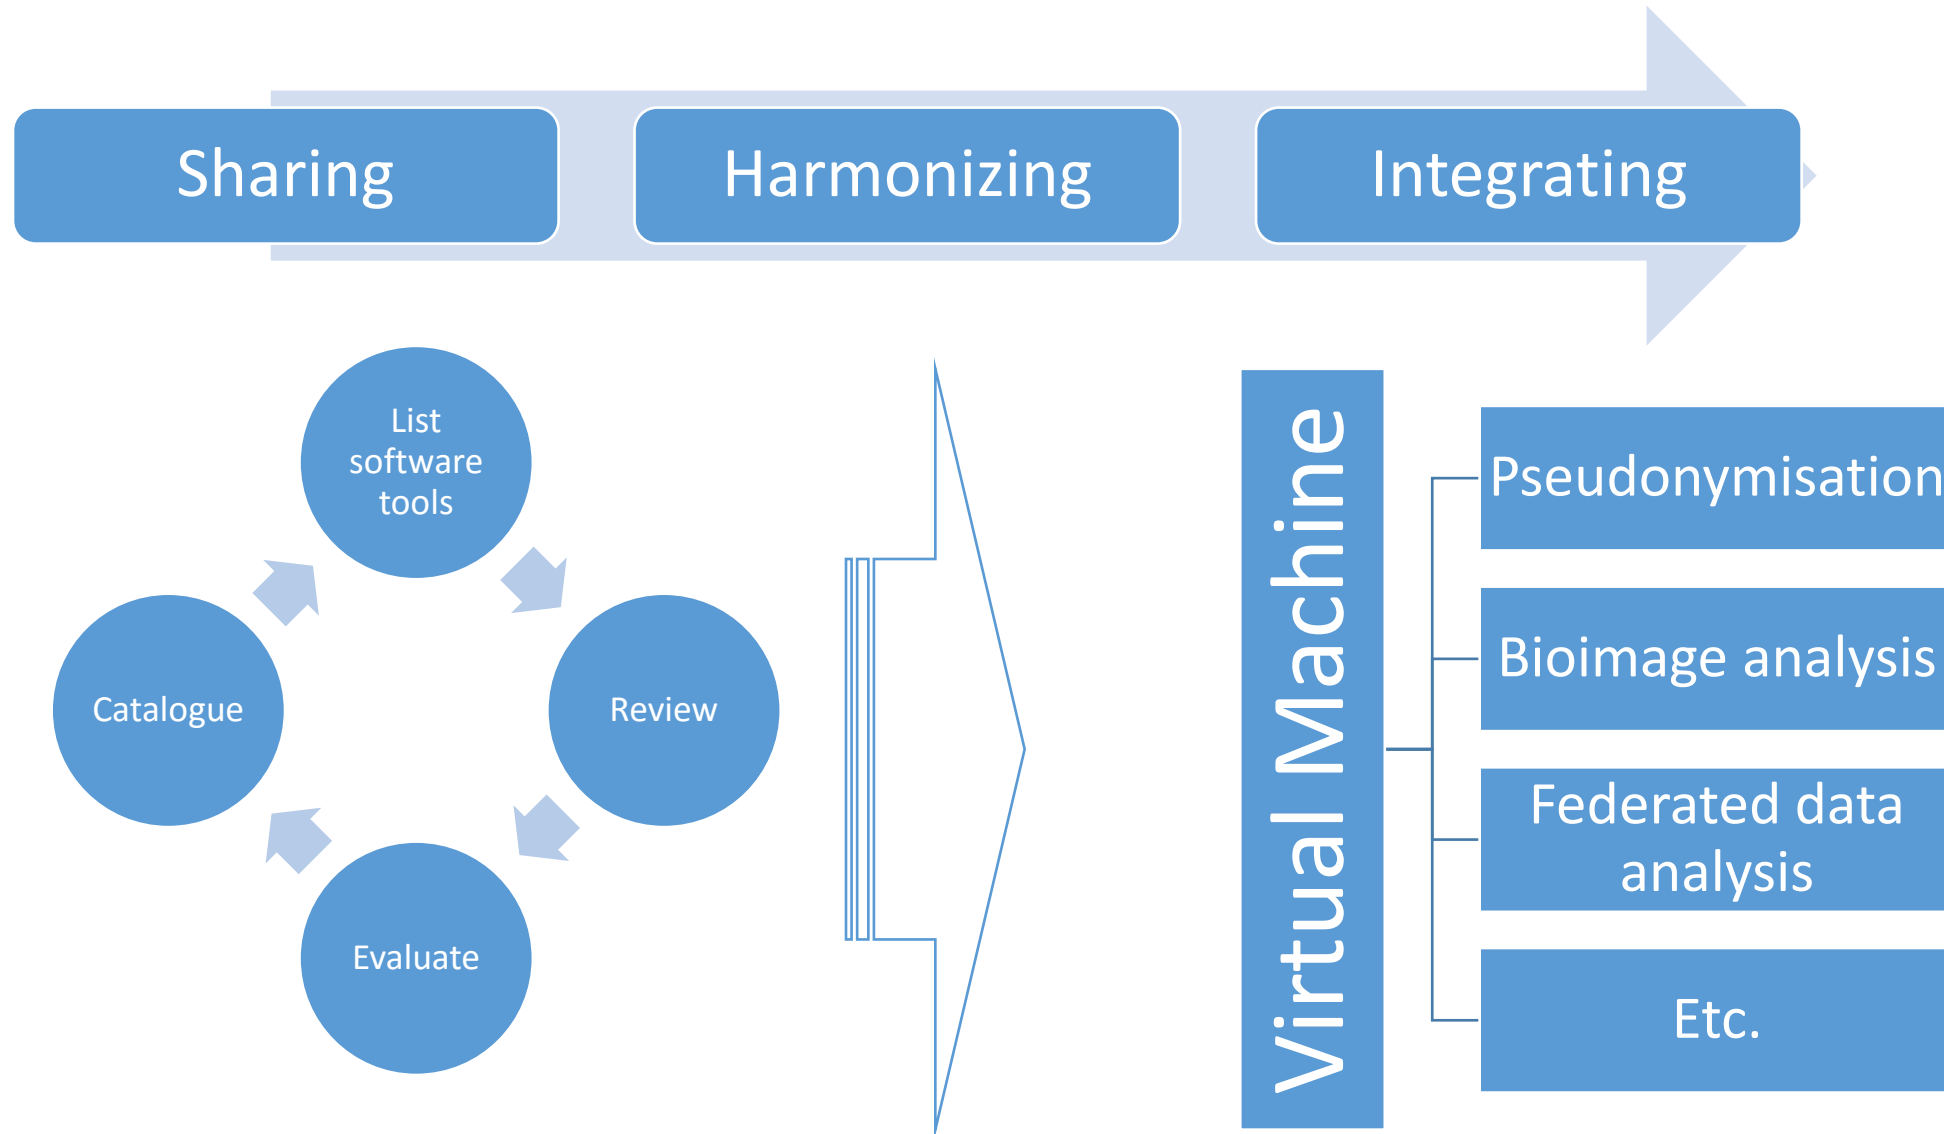 Sharing
Harmonizing
Integrating
List
software
tools
Review
Evaluate
Catalogue
Virtual Machine
Pseudonymisation
Bioimage analysis
Federated data
analysis
Etc.